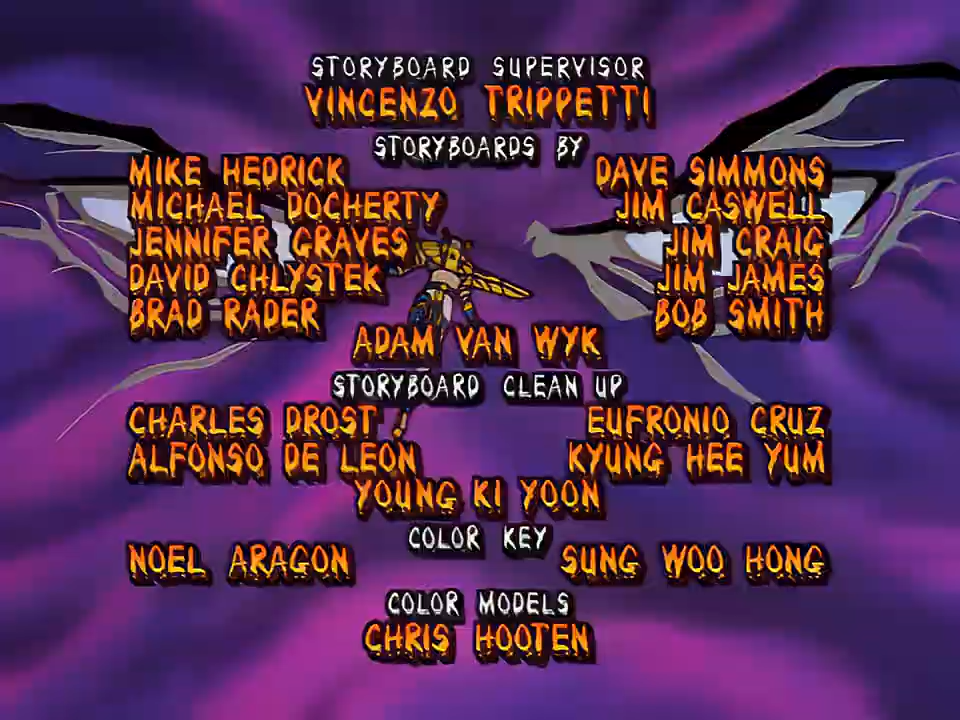 STORYBOARD SUPERVISOR
VINCENZO TRIPPETTI
STORYBOARDS BY
MIKE HEDRICK DAVE SIMMONS
MICHAEL DOCHERTY JIM CASWELL
JENNIFER GRAVES JIM CRAIG
DAVID CHLYSTEK JIM JAMES
BRAD RADER BOB SMITH
ADAM VAN WYK
STORYBOARD CLEAN UP
CHARLES DROST EUFRONIO CRUZ
ALFONSO DE LEON KYUNG HEE YUM
YOUNG KI YOON
COLOR KEY
NOEL ARAGON SUNG WOO HONG
COLOR MODELS
CHRIS HOOTEN